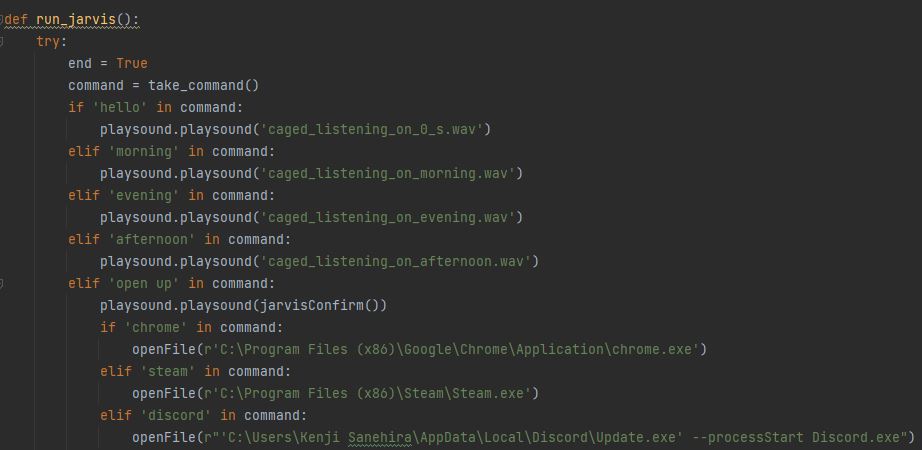 def run_jarvis():
    try:
        end = True
        command = take_command()
        if 'hello' in command:
            playsound.playsound('caged_listening_on_0_s.wav')
        elif 'morning' in command:
            playsound.playsound('caged_listening_on_morning.wav')
        elif 'evening' in command:
            playsound.playsound('caged_listening_on_evening.wav')
        elif 'afternoon' in command:
            playsound.playsound('caged_listening_on_afternoon.wav')
        elif 'open up' in command:
            playsound.playsound(jarvisConfirm())
            if 'chrome' in command:
                openFile(r'C:\Program Files (x86)\Google\Chrome\Application\chrome.exe')
            elif 'steam' in command:
                openFile(r'C:\Program Files (x86)\Steam\Steam.exe')
            elif 'discord' in command:
                openFile(r"'C:\Users\Kenji Sanehira\AppData\Local\Discord\Update.exe' --processStart Discord.exe")